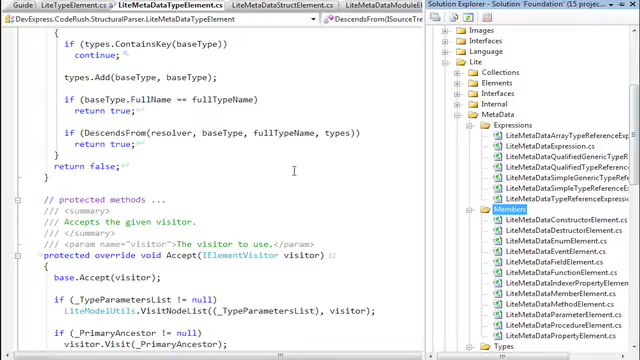 Guide
LiteTypeElement.cs
LiteMetaDataTypeElement.cs
LiteMetaDataStructElement.cs
LiteMetaDataModuleEl
DevExpress.CodeRush.StructuralParser.LiteMetaDataTypeElement
DescendsFrom(ISourceTre
{
if (types.ContainsKey(baseType))
continue;
types.Add(baseType, baseType);
if (baseType.FullName == fullTypeName)
return true;
if (DescendsFrom(resolver, baseType, fullTypeName, types))
return true;
}
return false;
}
// protected methods ...
/// <summary>
/// Accepts the given visitor.
/// </summary>
/// <param name="visitor">The visitor to use.</param>
protected override void Accept(IElementVisitor visitor)
{
base.Accept(visitor);
if (_TypeParametersList != null)
LiteModelUtils.VisitNodeList((_TypeParametersList), visitor);
if (_PrimaryAncestor != null)
visitor.Visit(_PrimaryAncestor);
Solution Explorer - Solution 'Foundation' (15 projec
Images
Interfaces
Language
Lite
Collections
Elements
Interfaces
Internal
MetaData
Expressions
LiteMetaDataArrayTypeReferenceExpr
LiteMetaDataExpression.cs
LiteMetaDataQualifiedGenericTypeR
LiteMetaDataQualifiedTypeReferenc
LiteMetaDataSimpleGenericTypeRef
LiteMetaDataSimpleTypeReferenceE
LiteMetaDataTypeReferenceExpressio
Members
LiteMetaDataConstructorElement.cs
LiteMetaDataDestructorElement.cs
LiteMetaDataEnumElement.cs
LiteMetaDataEventElement.cs
LiteMetaDataFieldElement.cs
LiteMetaDataFunctionElement.cs
LiteMetaDataIndexerPropertyElemen
LiteMetaDataMemberElement.cs
LiteMetaDataMethodElement.cs
LiteMetaDataParameterElement.cs
LiteMetaDataProcedureElement.cs
LiteMetaDataPropertyElement.cs
Types